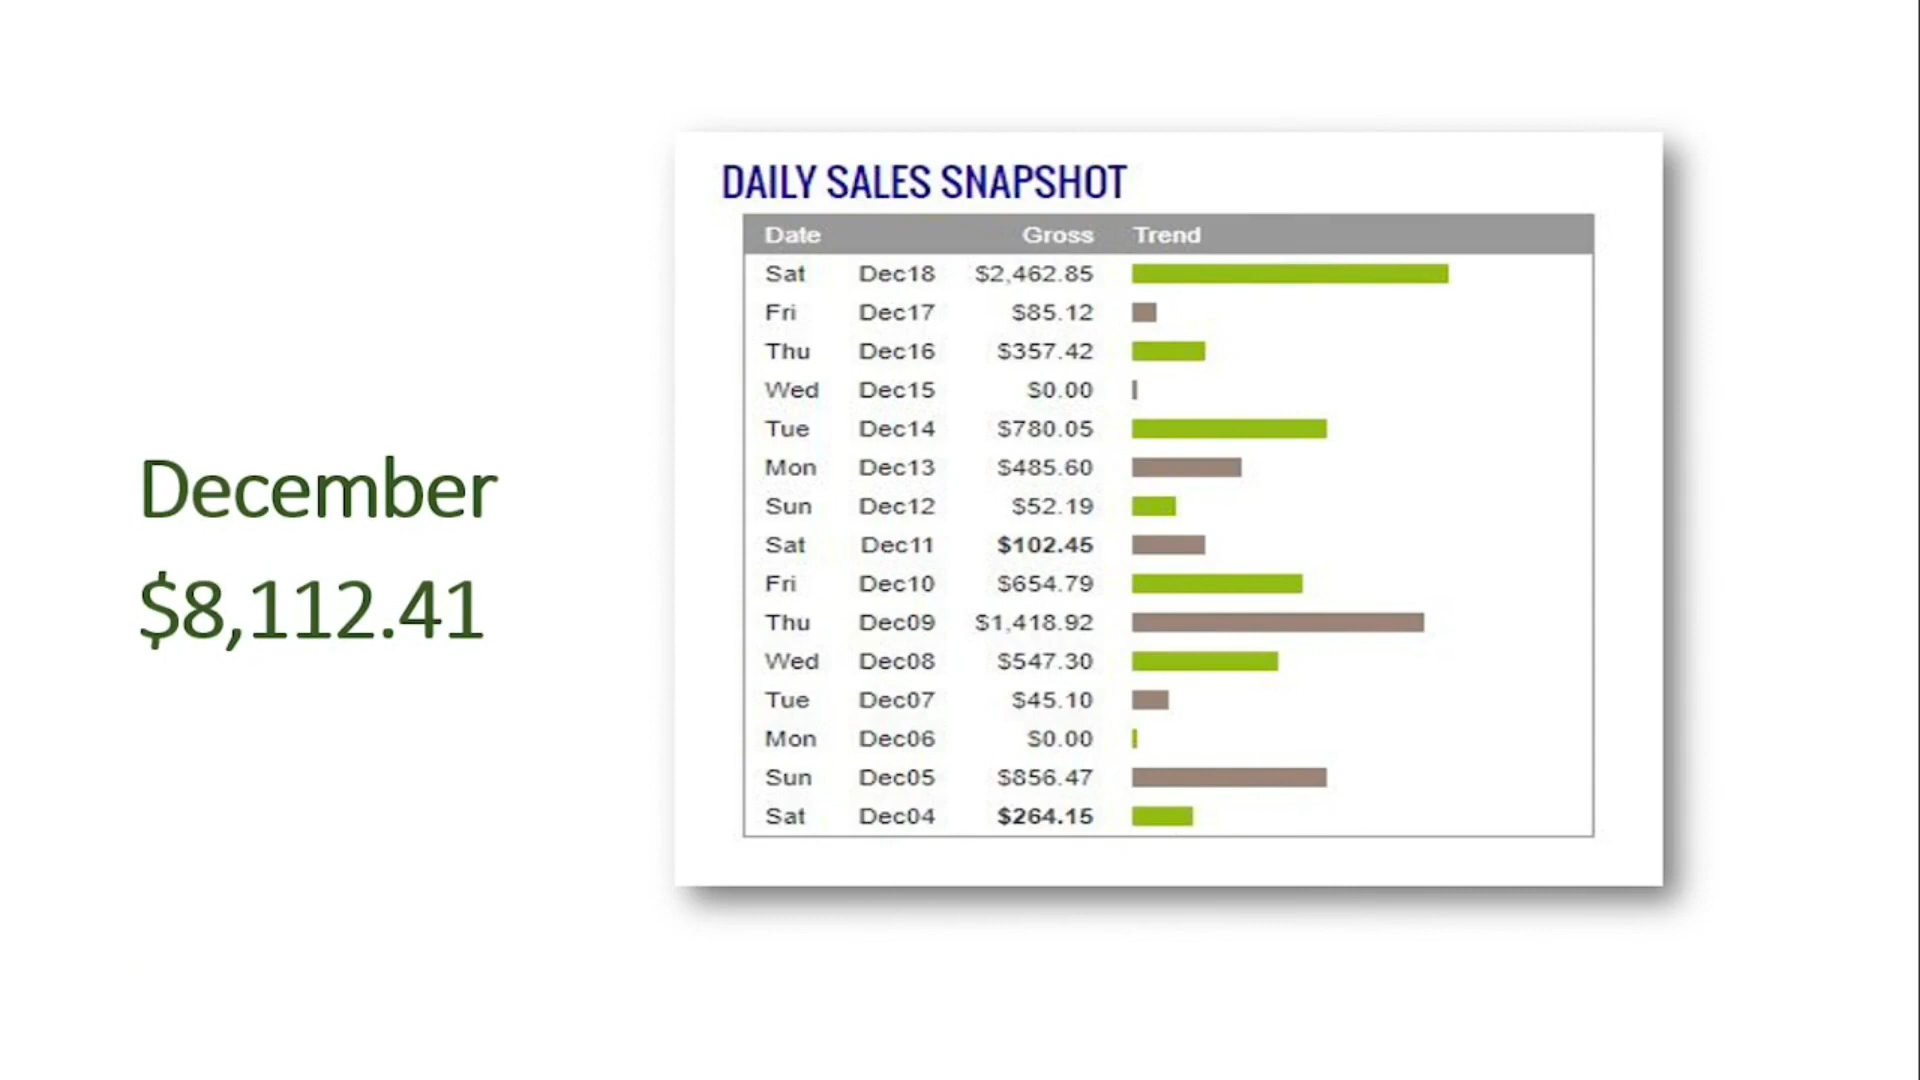 December
$8,112.41
DAILY SALES SNAPSHOT
Date Gross Trend
Sat Dec18 $2,462.85
Fri Dec17 $85.12
Thu Dec16 $357.42
Wed Dec15 $0.00
Tue Dec14 $780.05
Mon Dec13 $485.60
Sun Dec12 $52.19
Sat Dec11 $102.45
Fri Dec10 $654.79
Thu Dec09 $1,418.92
Wed Dec08 $547.30
Tue Dec07 $45.10
Mon Dec06 $0.00
Sun Dec05 $856.47
Sat Dec04 $264.15